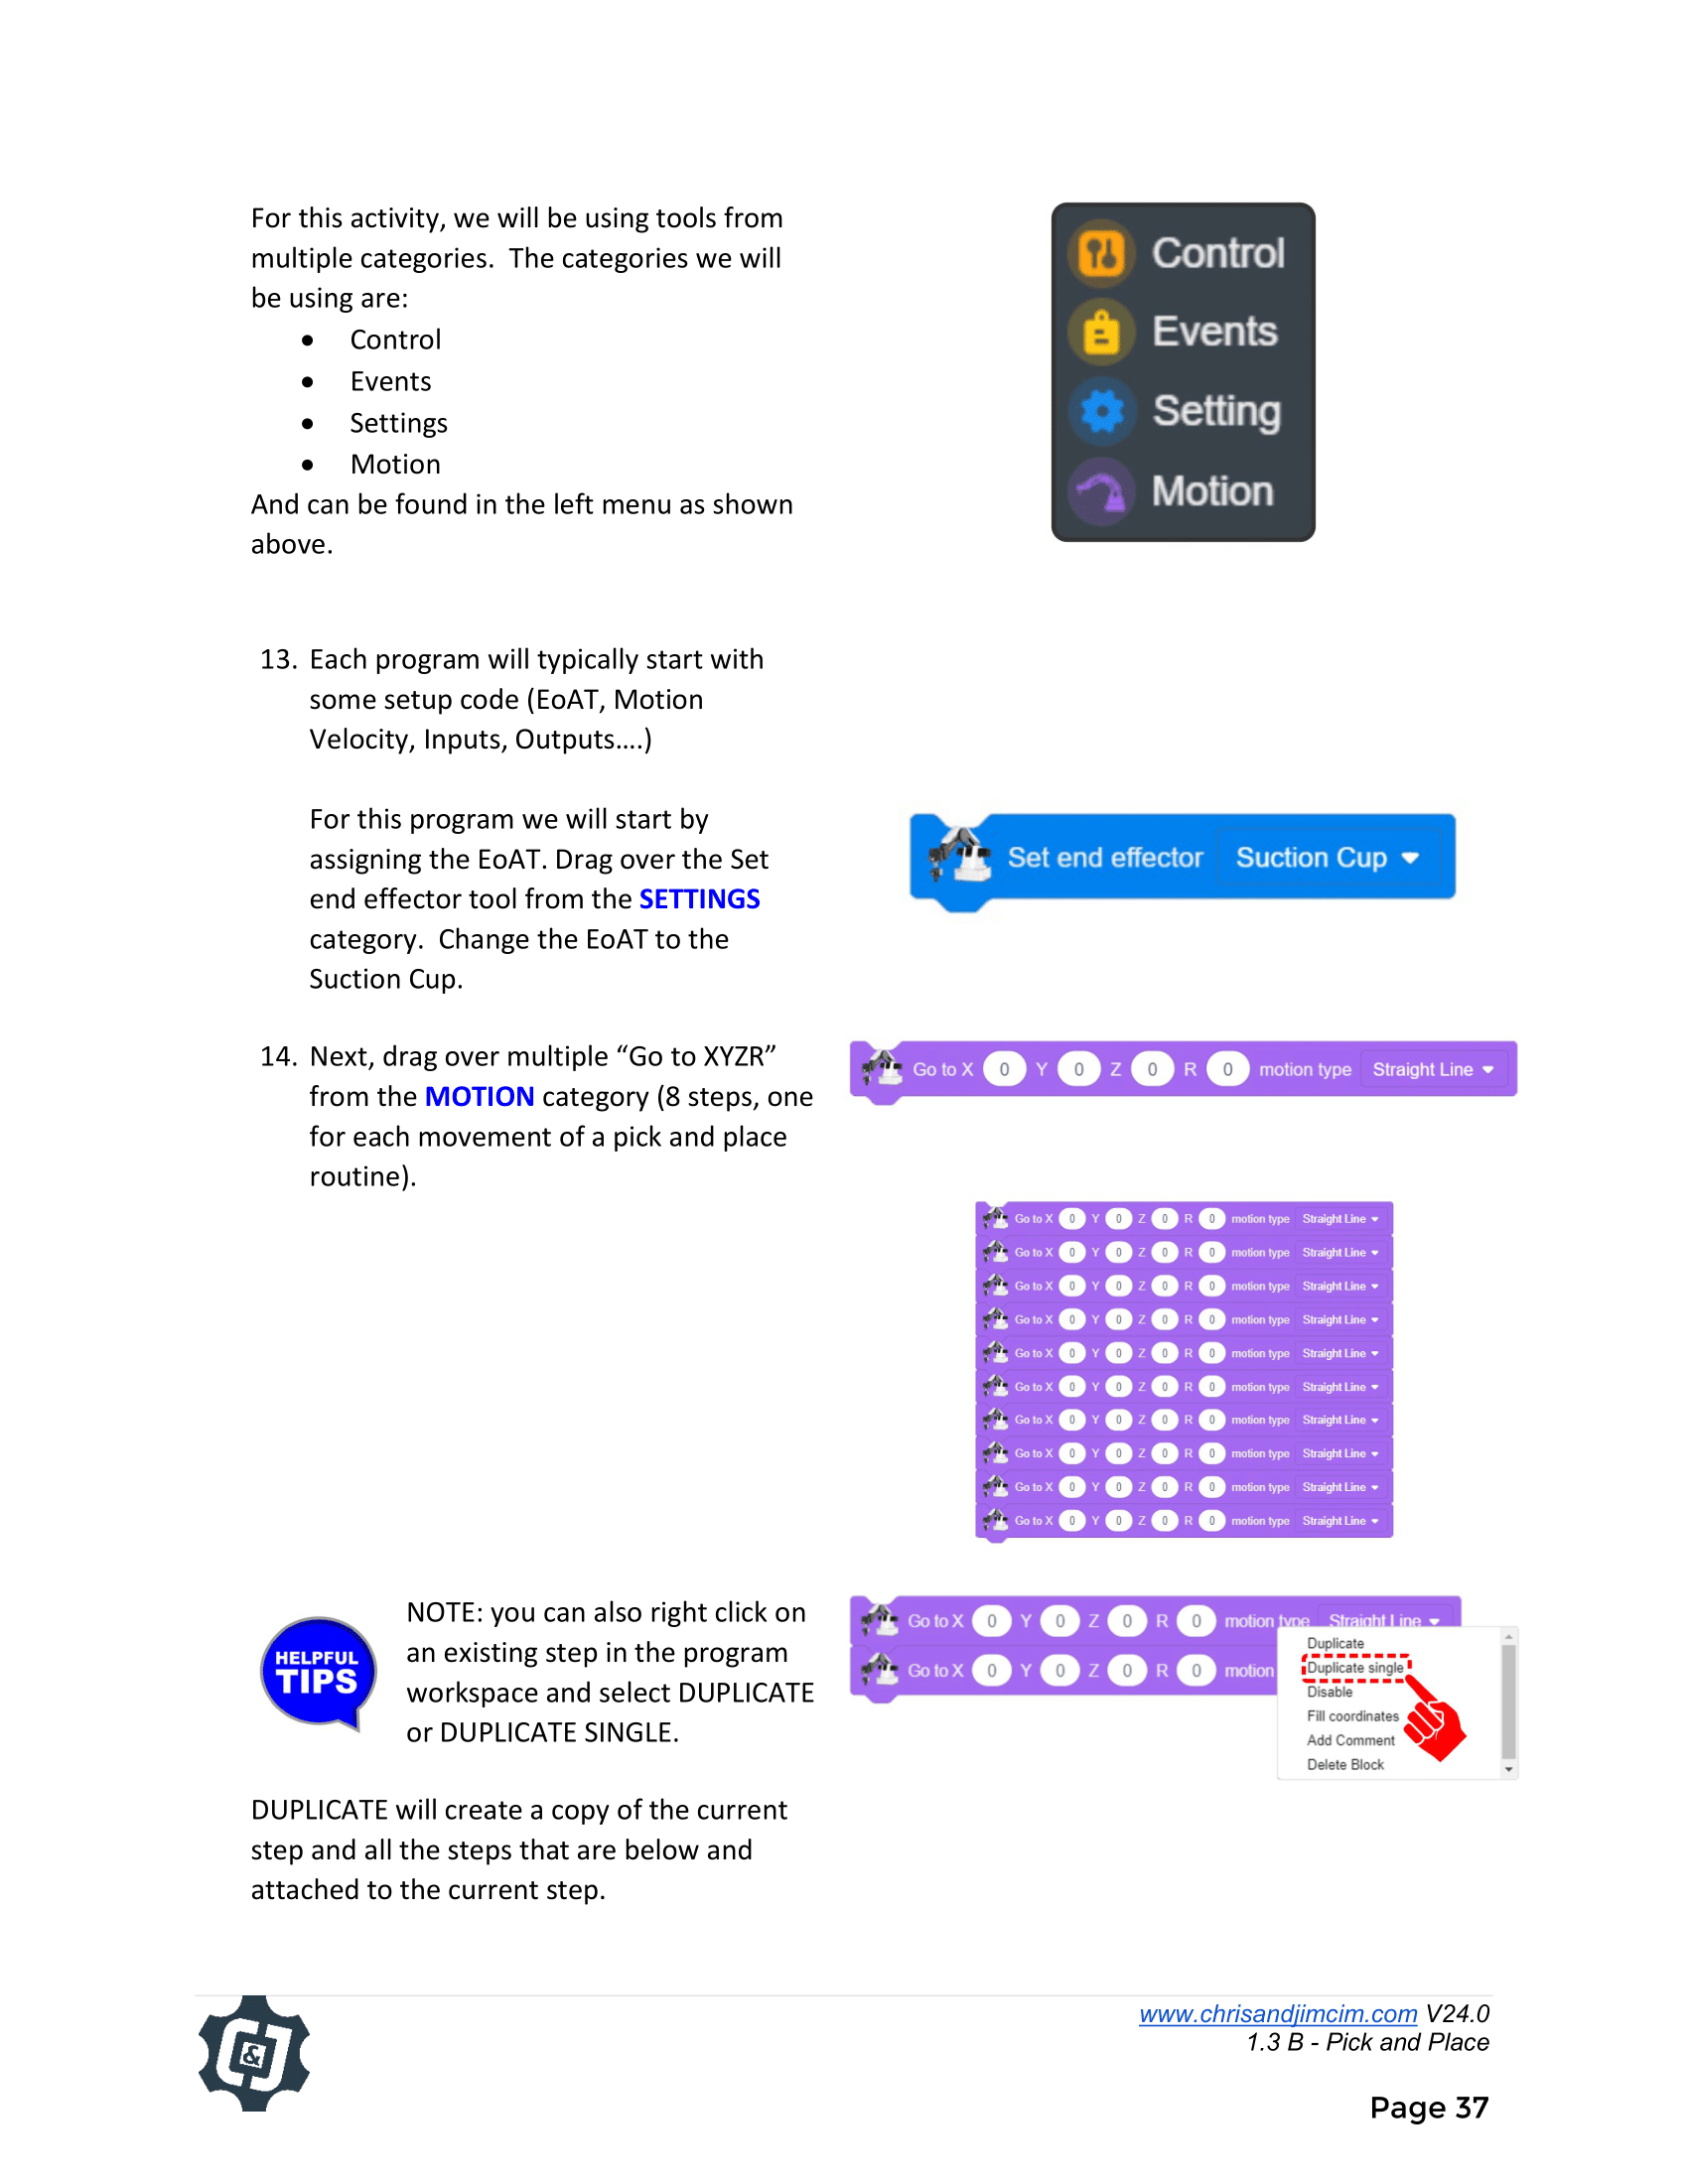 For this activity, we will be using tools from
multiple categories.  The categories we will
be using are:
• Control
• Events
• Settings
• Motion
And can be found in the left menu as shown
above.
Control
Events
Setting
Motion
13. Each program will typically start with
some setup code (EoAT, Motion
Velocity, Inputs, Outputs....)
For this program we will start by
assigning the EoAT. Drag over the Set
end effector tool from the SETTINGS
category.  Change the EoAT to the
Suction Cup.
Set end effector Suction Cup
14. Next, drag over multiple “Go to XYZR”
from the MOTION category (8 steps, one
for each movement of a pick and place
routine).
Go to X 0 Y 0 Z 0 R 0 motion type Straight Line
Go to X 0 Y 0 Z 0 R 0 motion type Straight Line
Go to X 0 Y 0 Z 0 R 0 motion type Straight Line
Go to X 0 Y 0 Z 0 R 0 motion type Straight Line
Go to X 0 Y 0 Z 0 R 0 motion type Straight Line
Go to X 0 Y 0 Z 0 R 0 motion type Straight Line
Go to X 0 Y 0 Z 0 R 0 motion type Straight Line
Go to X 0 Y 0 Z 0 R 0 motion type Straight Line
Go to X 0 Y 0 Z 0 R 0 motion type Straight Line
Go to X 0 Y 0 Z 0 R 0 motion type Straight Line
Go to X 0 Y 0 Z 0 R 0 motion type Straight Line
HELPFUL
TIPS
NOTE: you can also right click on
an existing step in the program
workspace and select DUPLICATE
or DUPLICATE SINGLE.
Go to X 0 Y 0 Z 0 R 0 motion type Straight Line
Go to X 0 Y 0 Z 0 R 0 motion
Duplicate
Duplicate single
Disable
Fill coordinates
Add Comment
Delete Block
DUPLICATE will create a copy of the current
step and all the steps that are below and
attached to the current step.
C&J
www.chrisandjimcim.com V24.0
1.3 B - Pick and Place
Page 37